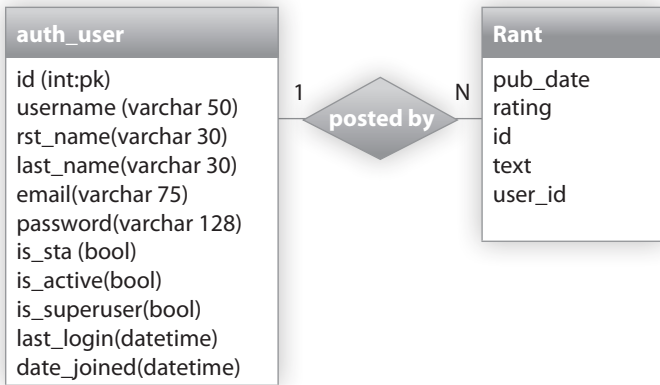 auth_user
id (int:pk)
username (varchar 50)
rst_name(varchar 30)
last_name(varchar 30)
email(varchar 75)
password(varchar 128)
is_sta (bool)
is_active(bool)
is_superuser(bool)
last_login(datetime)
date_joined(datetime)
1
posted by
N
Rant
pub_date
rating
id
text
user_id